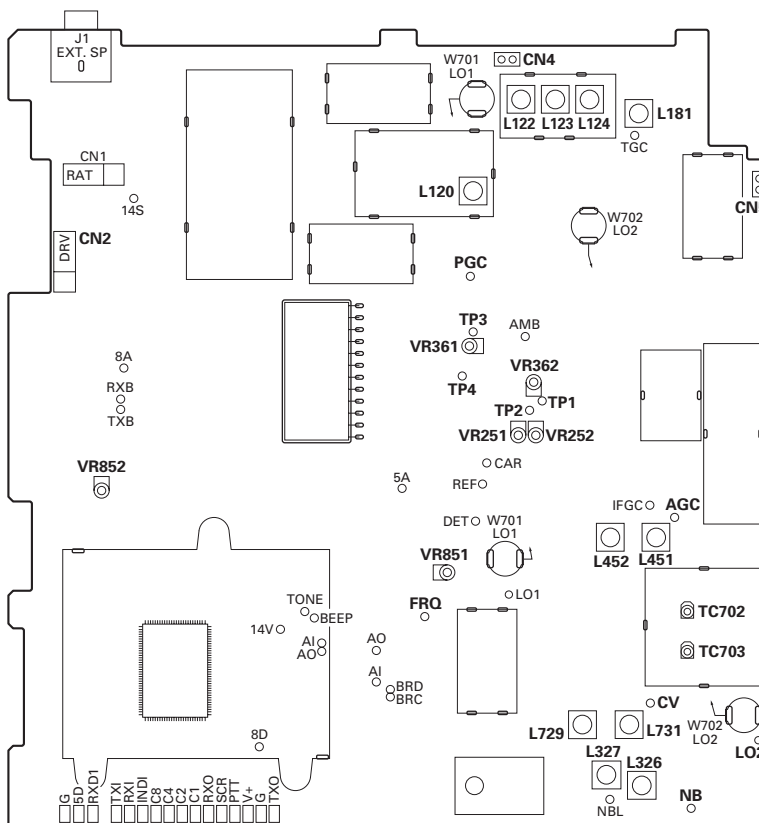 J1
EXT. SP
W701
LO1
CN4
L122
L123
L124
L181
TGC
CN1
RAT
14S
L120
DRV
CN2
W702
LO2
PGC
TP3
AMB
VR361
8A
VR362
TP4
RXB
TXB
TP2
TP1
VR251
VR252
CAR
VR852
REF
5A
IFGC
AGC
DET
W701
LO1
L452
L451
VR851
LO1
TONE
BEEP
FRQ
TC702
14V
AI
AO
AO
TC703
AI
BRD
BRC
CV
8D
L729
L731
W702
LO2
L327
L326
NBL
NB
G
5D
RXD1
TXI
RXI
INDI
C8
C4
C2
C1
RXO
SCR
PTT
V+
G
TXO